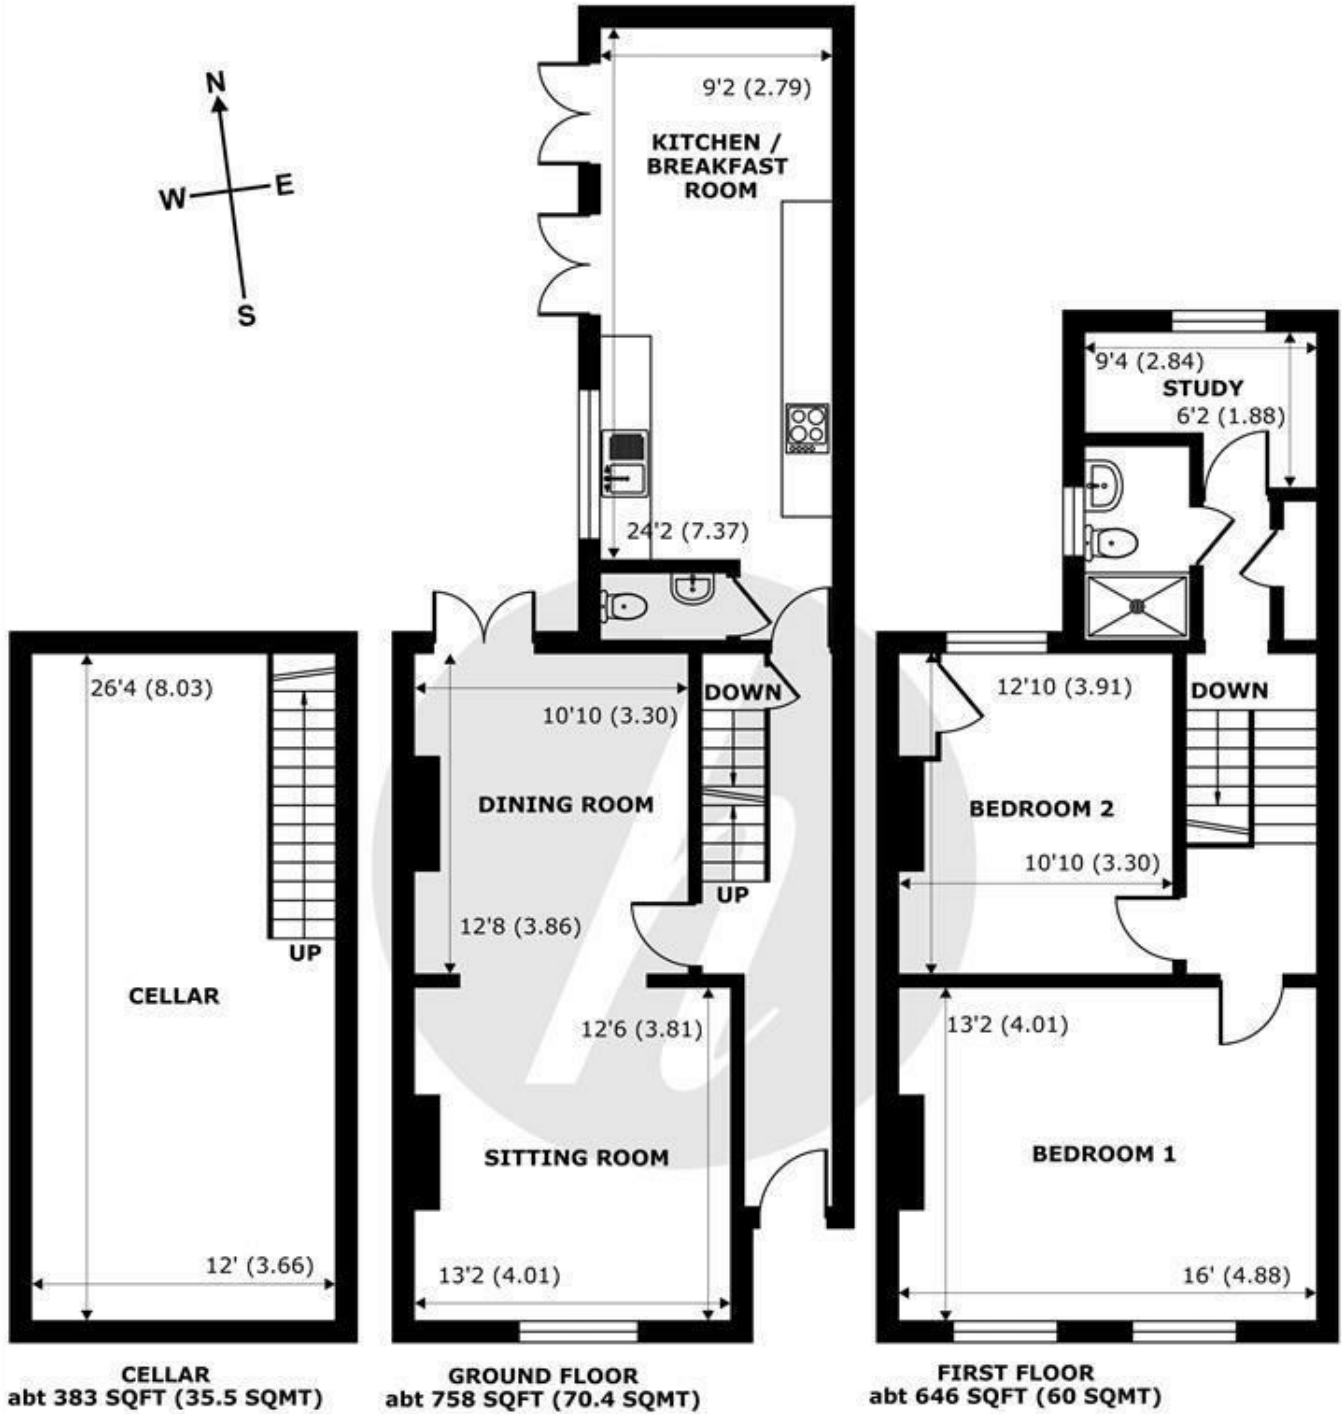 N
W
E
S
9'2 (2.79)
KITCHEN /
BREAKFAST
ROOM
24'2 (7.37)
9'4 (2.84)
STUDY
6'2 (1.88)
26'4 (8.03)
UP
CELLAR
12' (3.66)
10'10 (3.30)
DOWN
DINING ROOM
UP
12'8 (3.86)
12'6 (3.81)
SITTING ROOM
13'2 (4.01)
12'10 (3.91)
DOWN
BEDROOM 2
10'10 (3.30)
13'2 (4.01)
BEDROOM 1
16' (4.88)
CELLAR
abt 383 SQFT (35.5 SQMT)
GROUND FLOOR
abt 758 SQFT (70.4 SQMT)
FIRST FLOOR
abt 646 SQFT (60 SQMT)
h